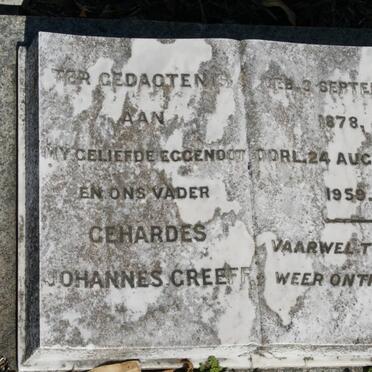 TER GEDAGTENIS
AAN
MY GELIEFDE EGGENOOT
EN ONS VADER
GEHARDES
JOHANNES GREEFF
GEB. 3 SEPTE
1878.
OORL. 24 AUG
1959.
VAARWEL T
WEER ONT